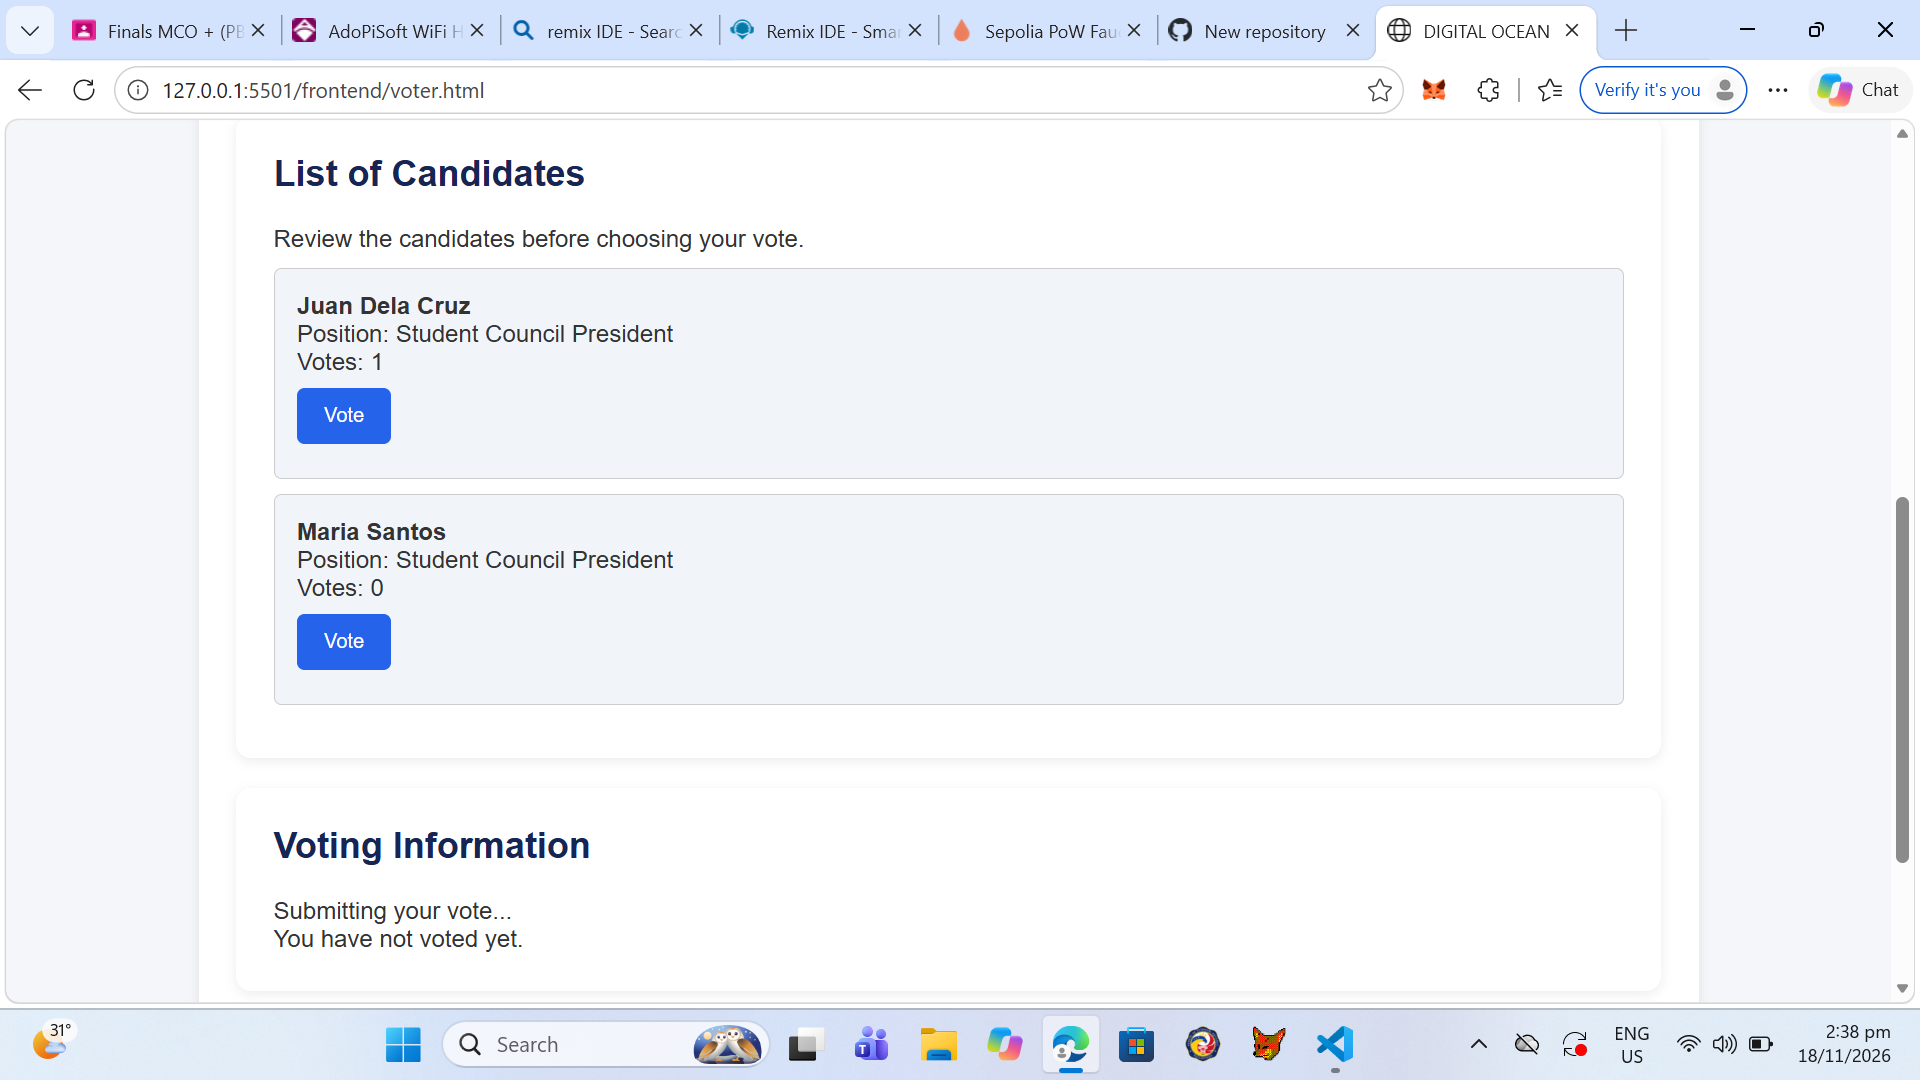 Finals MCO + (PB
AdoPiSoft WiFi H
remix IDE - Searc
Remix IDE - Smar
Sepolia PoW Fau
New repository
DIGITAL OCEAN
127.0.0.1:5501/frontend/voter.html
Verify it's you
Chat
List of Candidates
Review the candidates before choosing your vote.
Juan Dela Cruz
Position: Student Council President
Votes: 1
Vote
Maria Santos
Position: Student Council President
Votes: 0
Vote
Voting Information
Submitting your vote...
You have not voted yet.
31°
Search
ENG
US
2:38 pm
18/11/2026